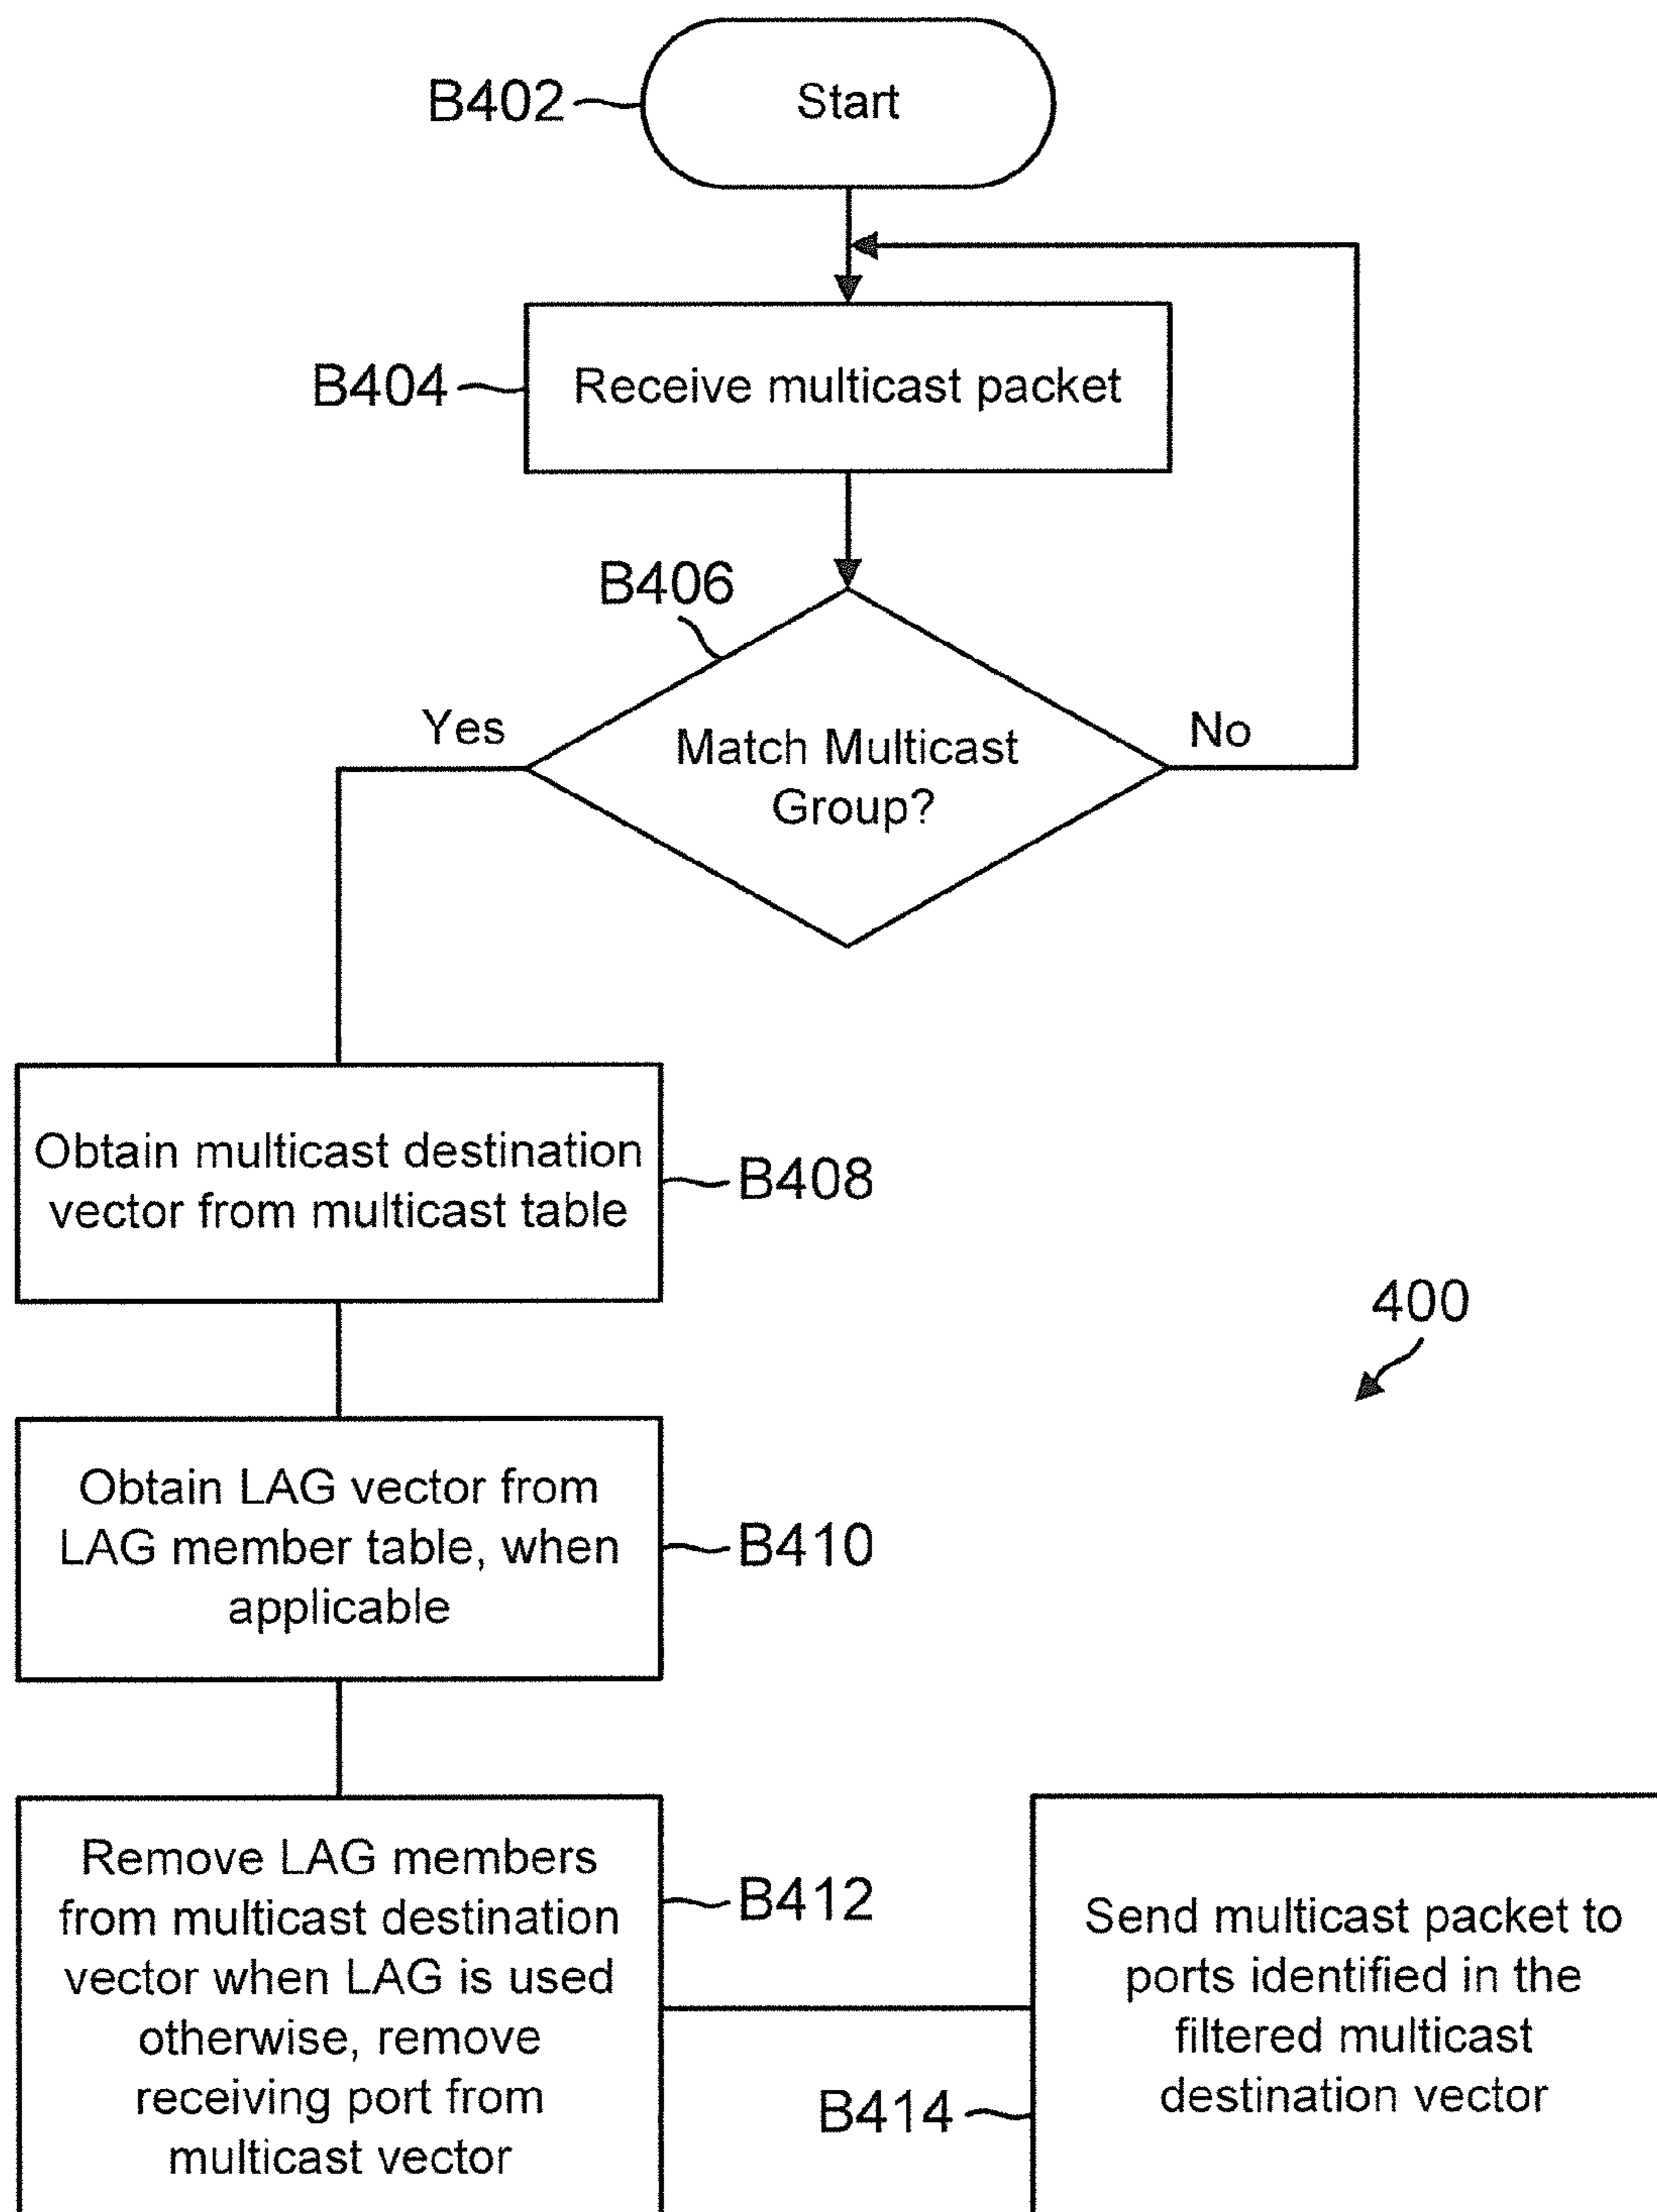 B402
Start
B404
Receive multicast packet
B406
Yes
No
Match Multicast
Group?
Obtain multicast destination
vector from multicast table
B408
400
Obtain LAG vector from
LAG member table, when
applicable
B410
Remove LAG members
from multicast destination
vector when LAG is used
otherwise, remove
receiving port from
multicast vector
B412
Send multicast packet to
ports identified in the
filtered multicast
destination vector
B414